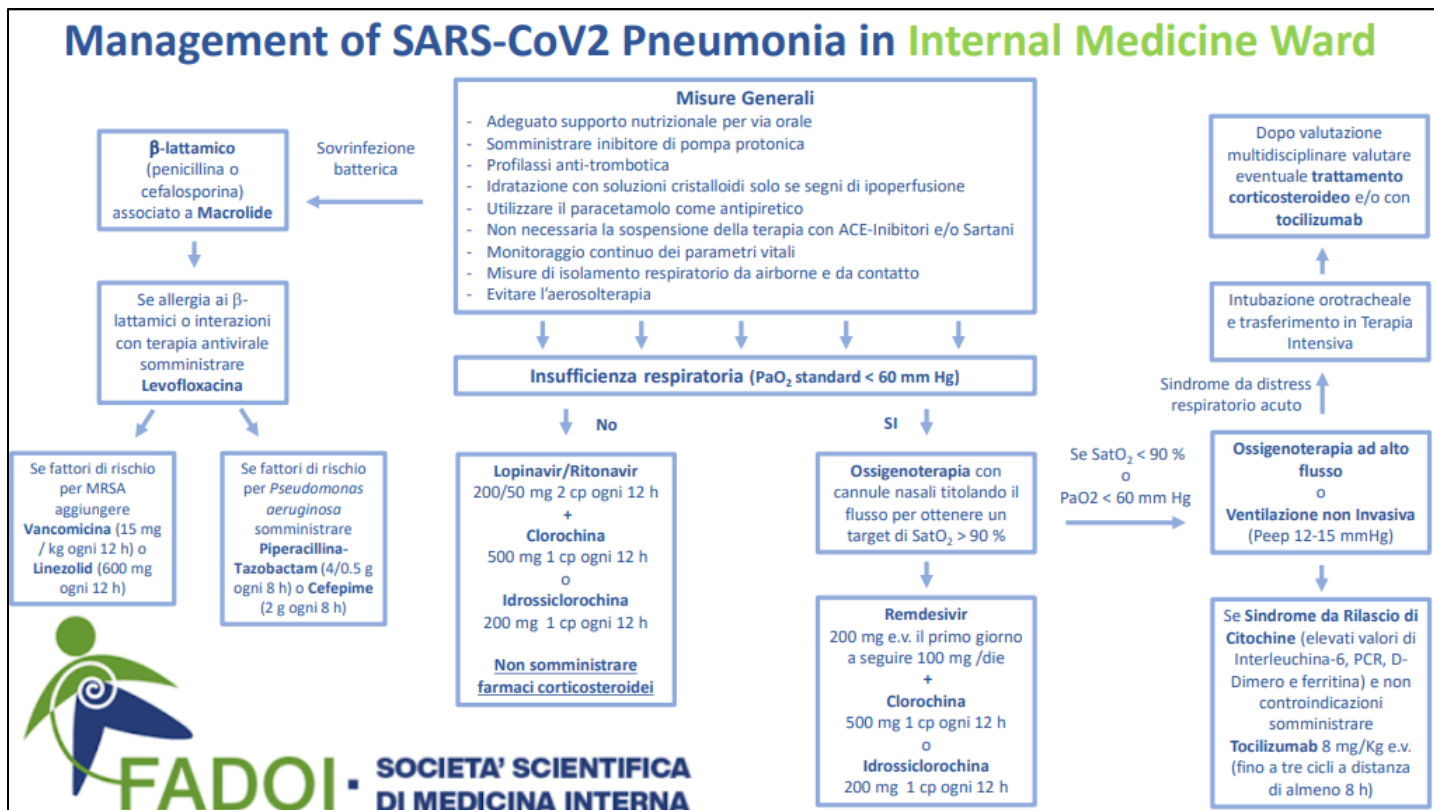 Management of SARS-CoV2 Pneumonia in Internal Medicine Ward
Misure Generali
- Adeguato supporto nutrizionale per via orale
- Somministrare inibitore di pompa protonica
- Profilassi anti-trombotica
- Idratazione con soluzioni cristalloidi solo se segni di ipoperfusione
- Utilizzare il paracetamolo come antipiretico
- Non necessaria la sospensione della terapia con ACE-Inibitori e/o Sartani
- Monitoraggio continuo dei parametri vitali
- Misure di isolamento respiratorio da airborne e da contatto
- Evitare l'aerosolterapia
Sovrinfezione
batterica
β-lattamico
(penicillina o
cefalosporina)
associato a Macrolide
Se allergia ai β-
lattamici o interazioni
con terapia antivirale
somministrare
Levofloxacina
Se fattori di rischio
per MRSA
aggiungere
Vancomicina (15 mg
/ kg ogni 12 h) o
Linezolid (600 mg
ogni 12 h)
Se fattori di rischio
per Pseudomonas
aeruginosa
somministrare
Piperacillina-
Tazobactam (4/0.5 g
ogni 8 h) o Cefepime
(2 g ogni 8 h)
Insufficienza respiratoria (PaO₂ standard < 60 mm Hg)
No
Lopinavir/Ritonavir
200/50 mg 2 cp ogni 12 h
+
Clorochina
500 mg 1 cp ogni 12 h
o
Idrossiclorochina
200 mg 1 cp ogni 12 h
Non somministrare
farmaci corticosteroidei
SI
Ossigenoterapia con
cannule nasali titolando il
flusso per ottenere un
target di SatO₂ > 90 %
Remdesivir
200 mg e.v. il primo giorno
a seguire 100 mg /die
+
Clorochina
500 mg 1 cp ogni 12 h
o
Idrossiclorochina
200 mg 1 cp ogni 12 h
Se SatO₂ < 90 %
o
PaO2 < 60 mm Hg
Ossigenoterapia ad alto
flusso
o
Ventilazione non Invasiva
(Peep 12-15 mmHg)
Sindrome da distress
respiratorio acuto
Intubazione orotracheale
e trasferimento in Terapia
Intensiva
Dopo valutazione
multidisciplinare valutare
eventuale trattamento
corticosteroideo e/o con
tocilizumab
Se Sindrome da Rilascio di
Citochine (elevati valori di
Interleuchina-6, PCR, D-
Dimero e ferritina) e non
controindicazioni
somministrare
Tocilizumab 8 mg/Kg e.v.
(fino a tre cicli a distanza
di almeno 8 h)
FADOI · SOCIETA' SCIENTIFICA
DI MEDICINA INTERNA